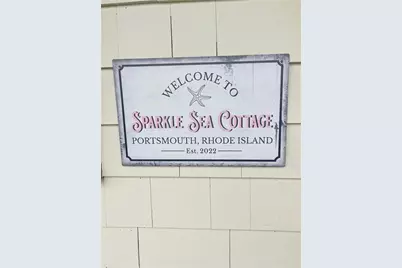 WELCOME TO
SPARKLE SEA COTTAGE
PORTSMOUTH, RHODE ISLAND
EST. 2022